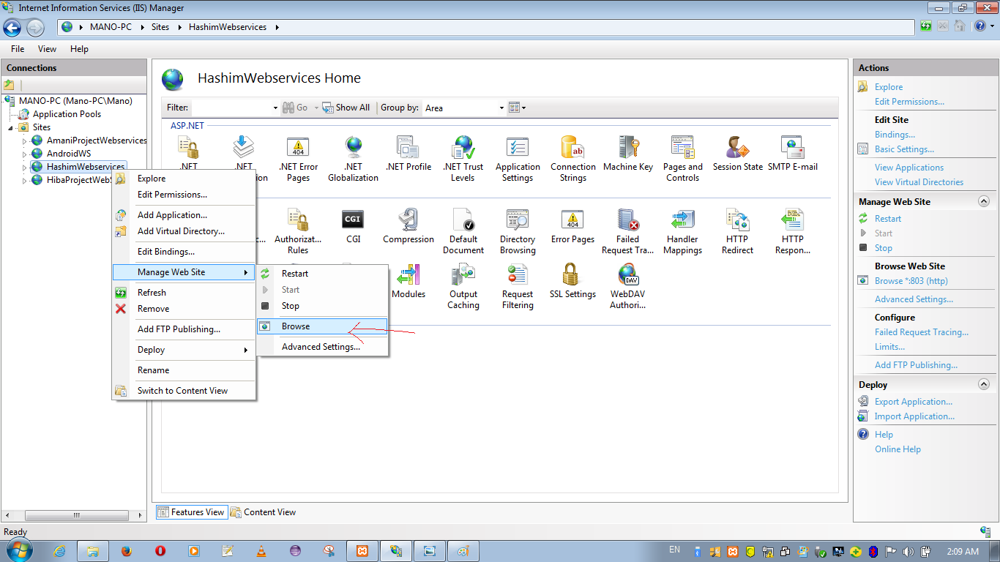 Internet Information Services (IIS) Manager
MANO-PC
Sites
HashimWebservices
File View Help
Connections
MANO-PC (Mano-PC\Mano)
Application Pools
Sites
AmaniProjectWebservices
AndroidWS
HashimWebservices
HibaProjectWebS
Explore
Edit Permissions...
Add Application...
Add Virtual Directory...
Edit Bindings...
Manage Web Site
Refresh
Remove
Add FTP Publishing...
Deploy
Rename
Switch to Content View
Restart
Start
Stop
Browse
Advanced Settings...
HashimWebservices Home
Filter: Go Show All Group by: Area
ASP.NET
.NET
.NET
.NET Error Pages
.NET Globalization
.NET Profile
.NET Trust Levels
Application Settings
Connection Strings
Machine Key
Pages and Controls
Session State
SMTP E-mail
Authorizat... Rules
CGI
Compression
Default Document
Directory Browsing
Error Pages
Failed Request Tra...
Handler Mappings
HTTP Redirect
HTTP Respon...
Modules
Output Caching
Request Filtering
SSL Settings
WebDAV Authori...
Features View
Content View
Actions
Explore
Edit Permissions...
Edit Site
Bindings...
Basic Settings...
View Applications
View Virtual Directories
Manage Web Site
Restart
Start
Stop
Browse Web Site
Browse *:803 (http)
Advanced Settings...
Configure
Failed Request Tracing...
Limits...
Add FTP Publishing...
Deploy
Export Application...
Import Application...
Help
Online Help
Ready
EN
2:09 AM